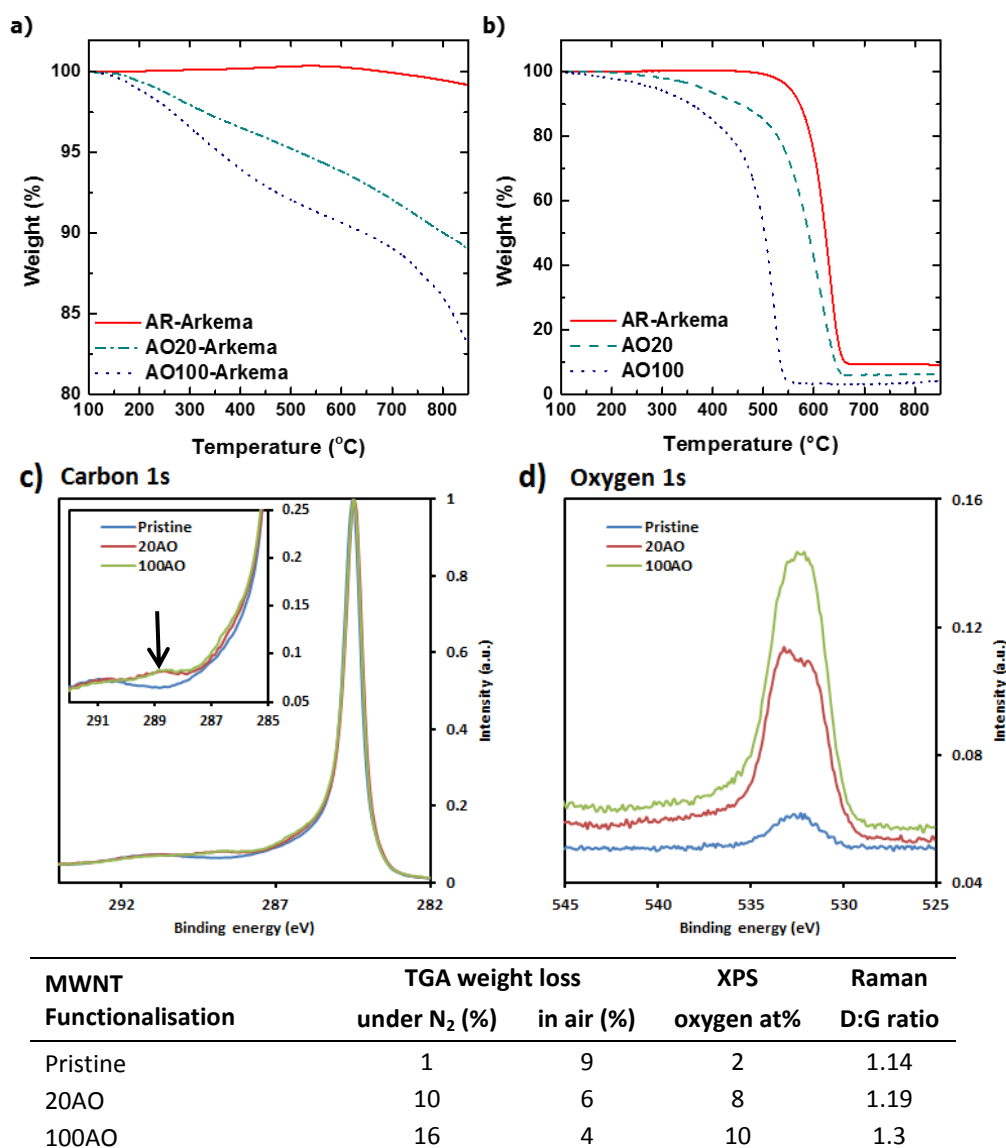 a)
100
95
90
85
80
Weight (%)
AR-Arkema
AO20-Arkema
AO100-Arkema
100 200 300 400 500 600 700 800
Temperature (°C)
b)
100
80
60
40
20
0
Weight (%)
AR-Arkema
AO20
AO100
100 200 300 400 500 600 700 800
Temperature (°C)
c) Carbon 1s
Pristine
20AO
100AO
0.25
0.2
0.15
0.1
0.05
291 289 287 285
1
0.8
0.6
0.4
0.2
0
Intensity (a.u.)
292 287 282
Binding energy (eV)
d) Oxygen 1s
Pristine
20AO
100AO
0.16
0.12
0.08
0.04
Intensity (a.u.)
545 540 535 530 525
Binding energy (eV)
MWNT TGA weight loss XPS Raman
Functionalisation under N₂ (%) in air (%) oxygen at% D:G ratio
Pristine 1 9 2 1.14
20AO 10 6 8 1.19
100AO 16 4 10 1.3